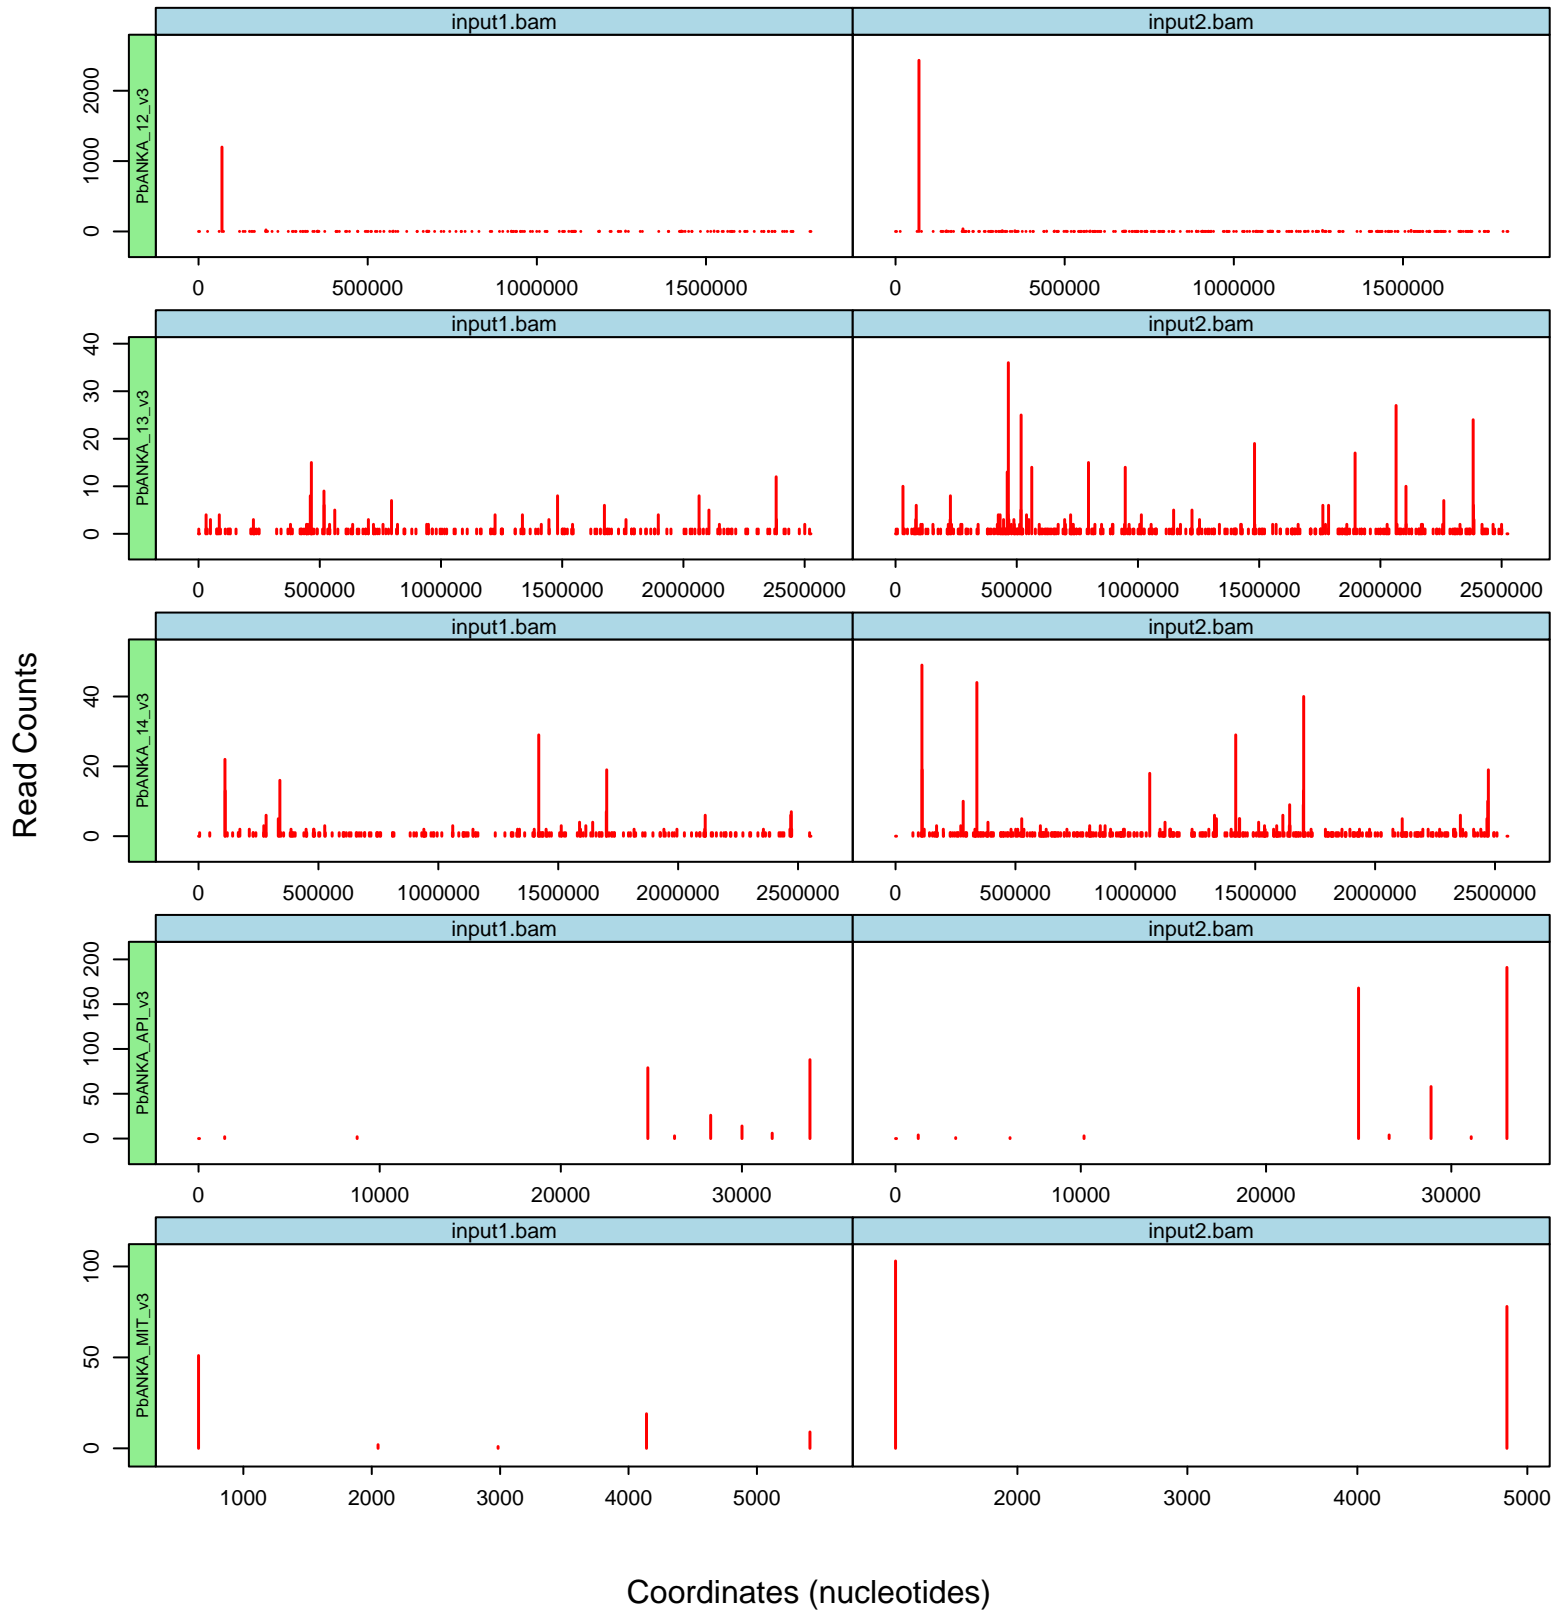 input1.bam input2.bam
PbANKA_12_v3
2000
1000
0
0 500000 1000000 1500000 0 500000 1000000 1500000
input1.bam input2.bam
PbANKA_13_v3
40
30
20
10
0
0 500000 1000000 1500000 2000000 2500000 0 500000 1000000 1500000 2000000 2500000
input1.bam input2.bam
Read Counts
PbANKA_14_v3
40
20
0
0 500000 1000000 1500000 2000000 2500000 0 500000 1000000 1500000 2000000 2500000
input1.bam input2.bam
PbANKA_API_v3
200
150
100
50
0
0 10000 20000 30000 0 10000 20000 30000
input1.bam input2.bam
PbANKA_MIT_v3
100
50
0
1000 2000 3000 4000 5000 2000 3000 4000 5000
Coordinates (nucleotides)